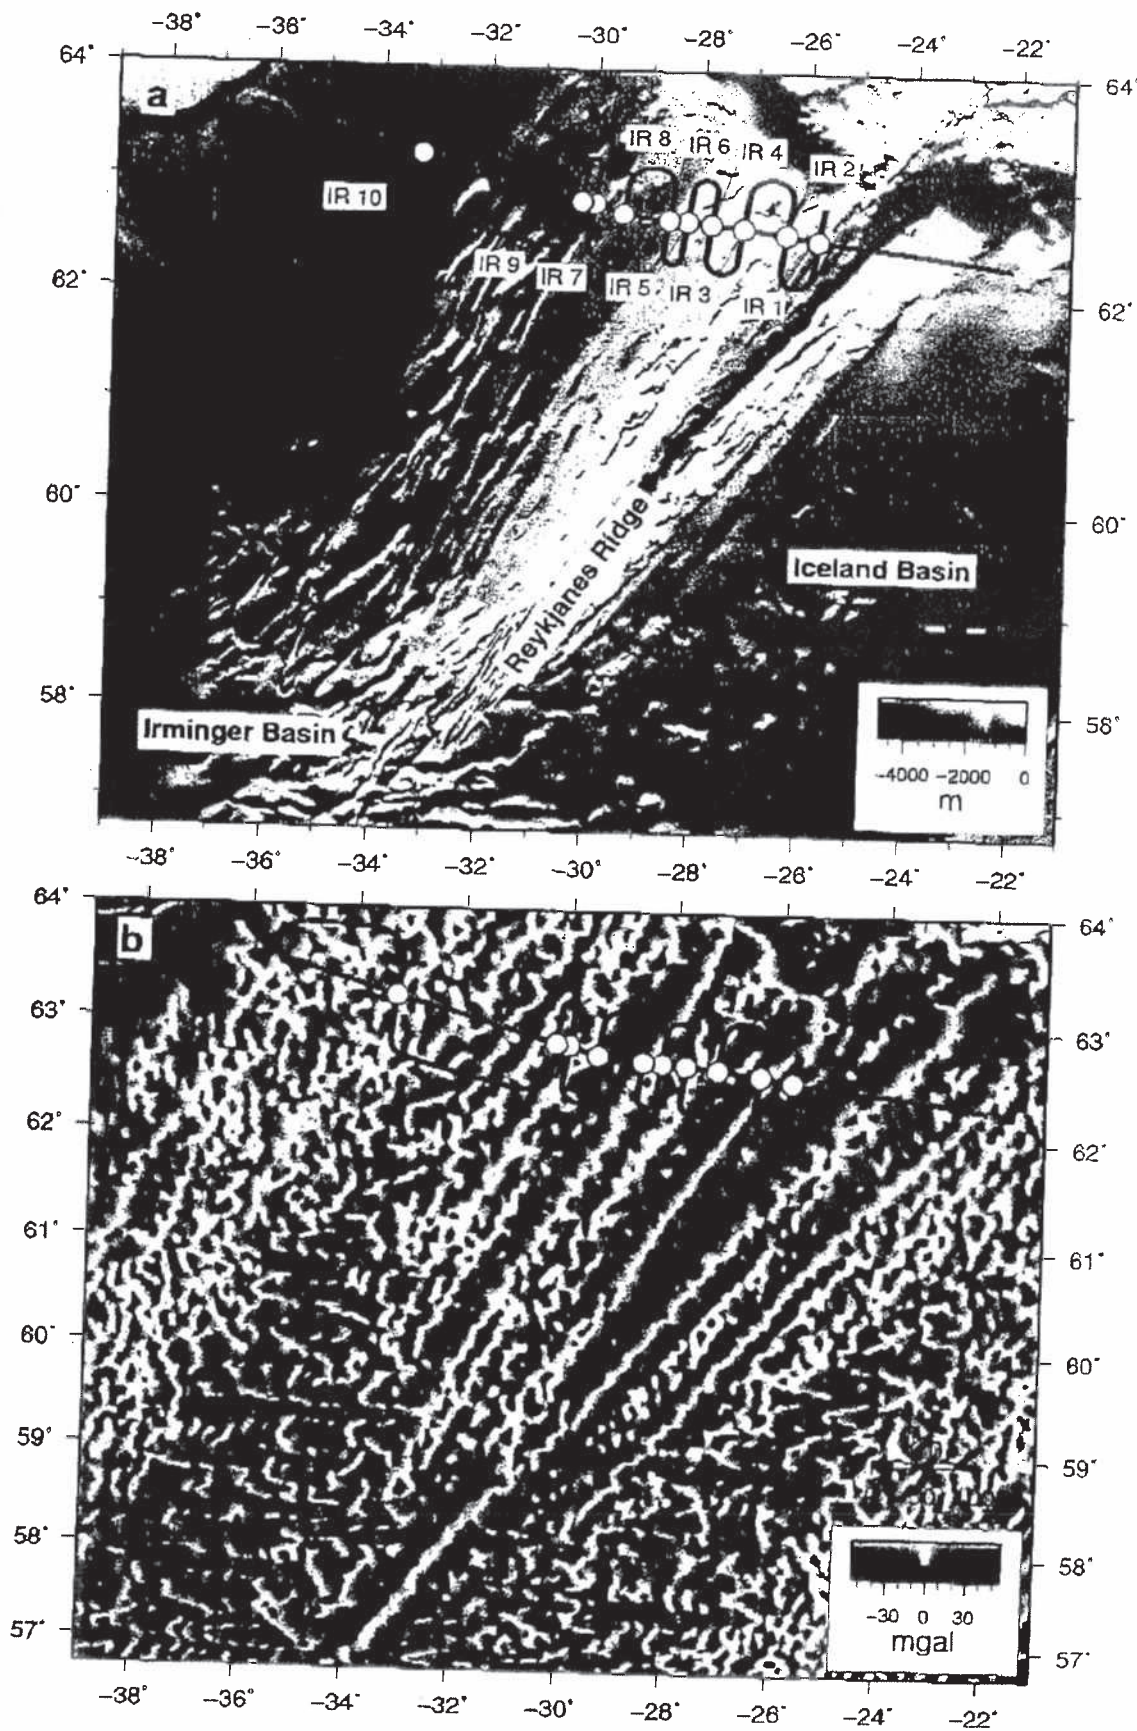 -38° -36° -34° -32° -30° -28° -26° -24° -22°
64° 64°
a
IR 8 IR 6 IR 4
IR 2
IR 10
IR 9 IR 7 IR 5 IR 3 IR 1
62° 62°
60° 60°
Reykjanes Ridge
Iceland Basin
58° 58°
Irminger Basin
-4000 -2000 0
m
-38° -36° -34° -32° -30° -28° -26° -24° -22°
64° 64°
b
63° 63°
62° 62°
61° 61°
60° 60°
59° 59°
58° 58°
-30 0 30
mgal
57° 57°
-38° -36° -34° -32° -30° -28° -26° -24° -22°